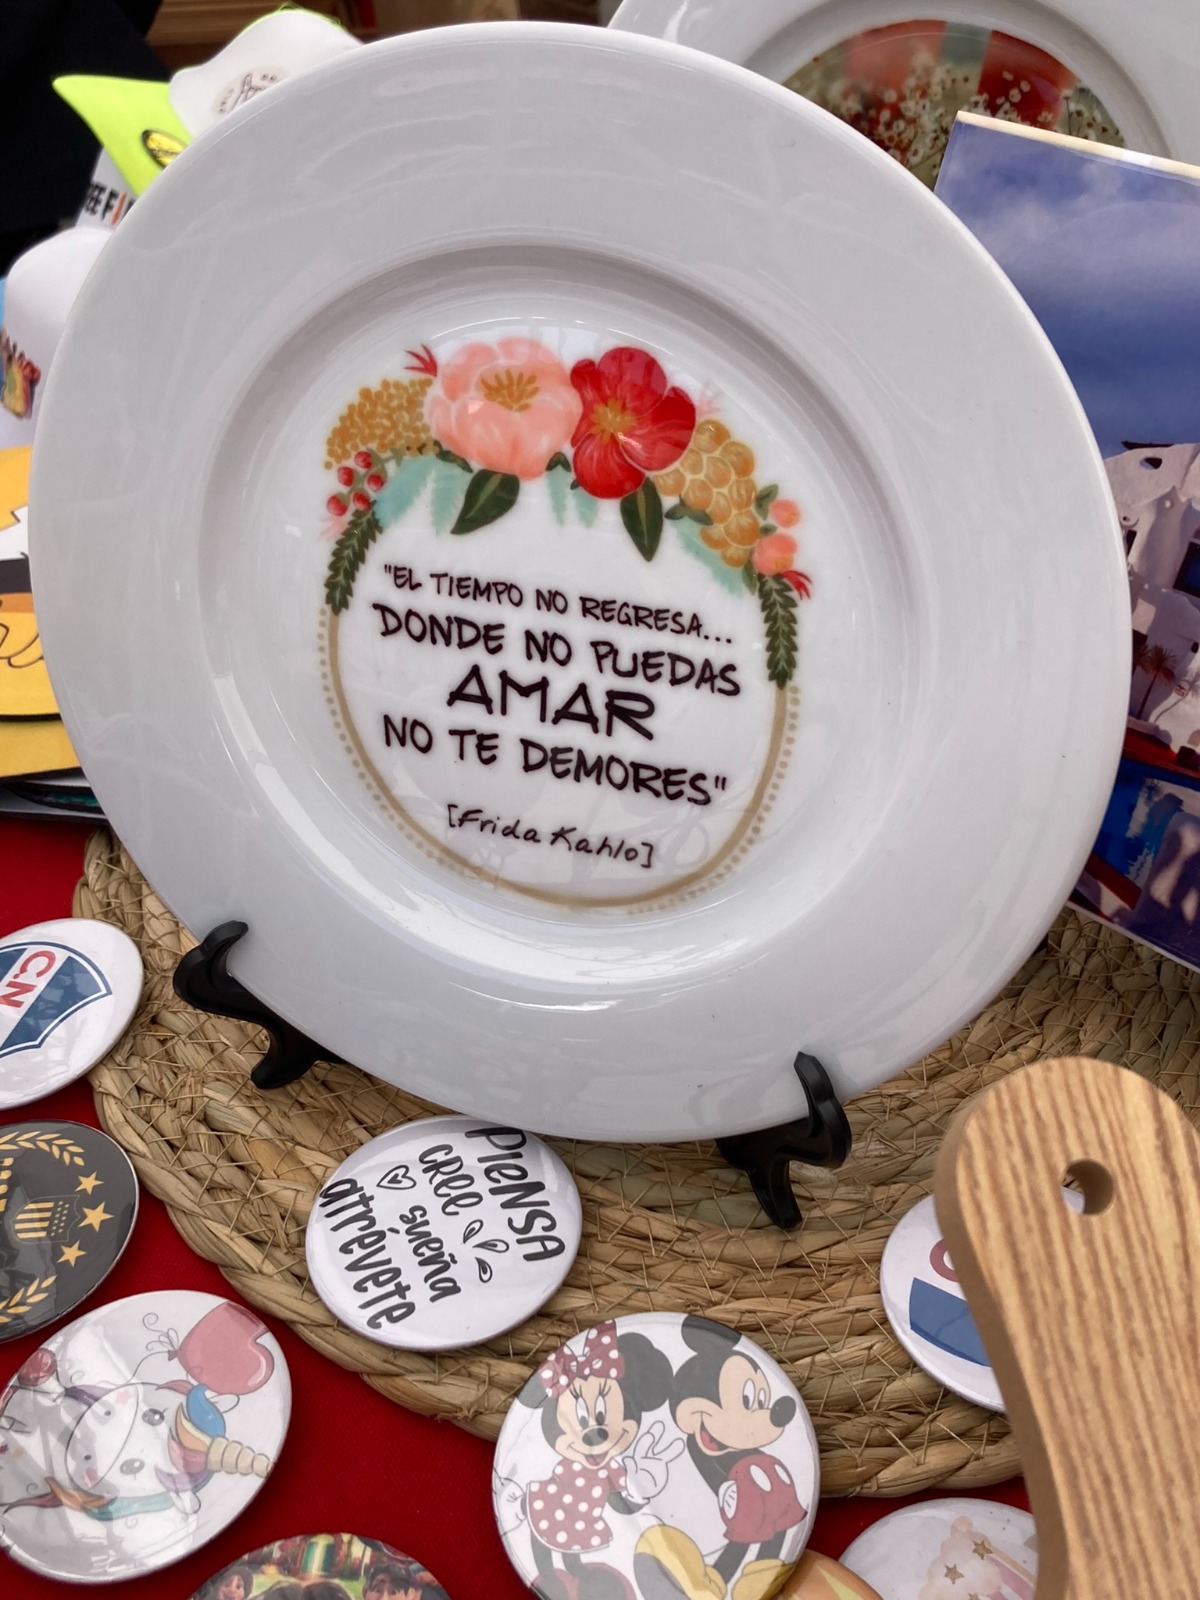 "EL TIEMPO NO REGRESA...
DONDE NO PUEDAS
AMAR
NO TE DEMORES"
[Frida Kahlo]
PIENSA
CREE
sueña
atrévete
C.N